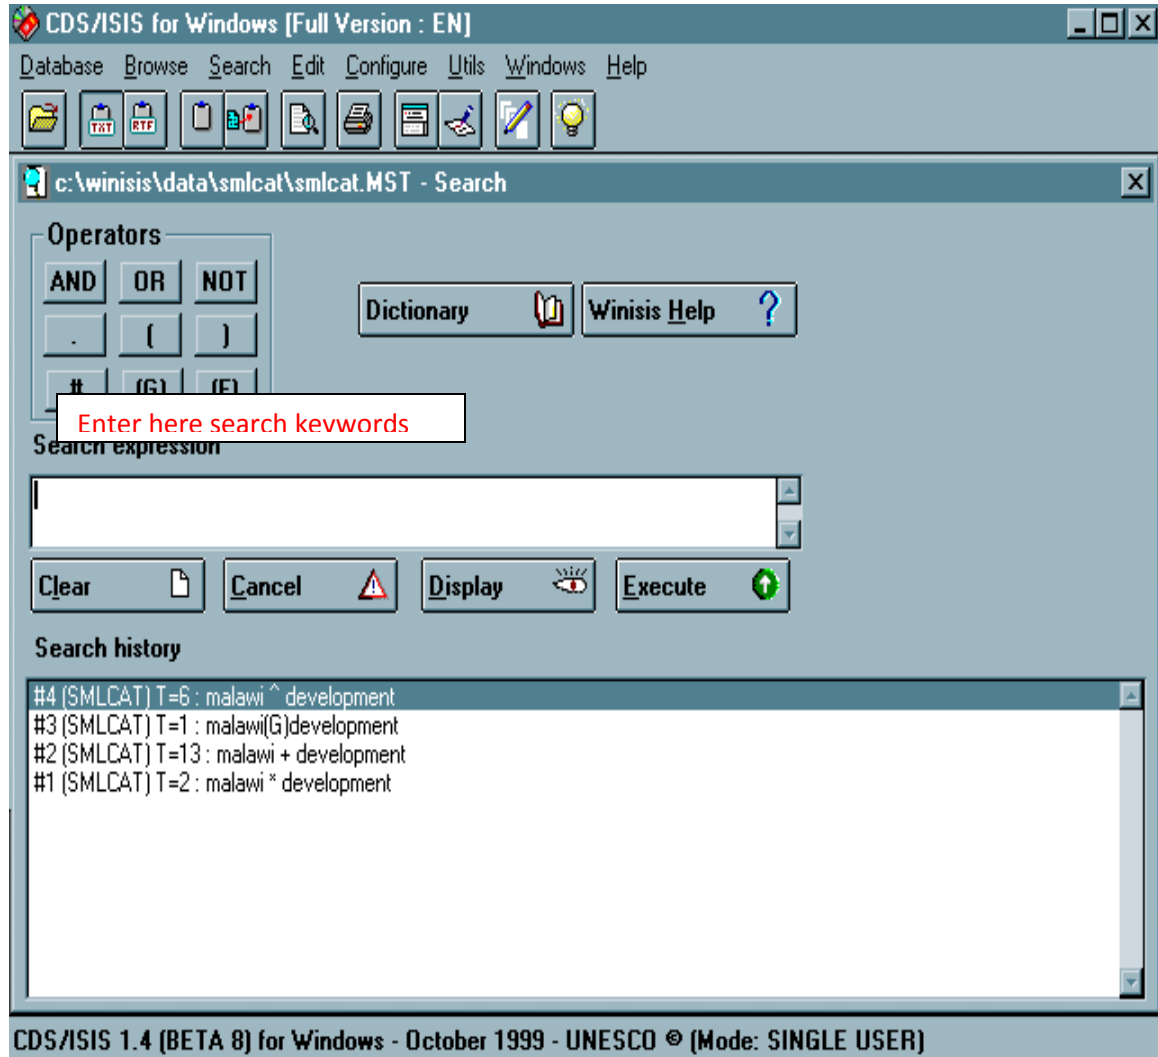 CDS/ISIS for Windows [Full Version : EN]
Database Browse Search Edit Configure Utils Windows Help
TXT RTF
c:\winisis\data\smlcat\smlcat.MST - Search
Operators
AND OR NOT
. ( )
# (G) (F)
Dictionary Winisis Help ?
Enter here search keywords
Search expression
Clear Cancel Display Execute
Search history
#4 (SMLCAT) T=6 : malawi ^ development
#3 (SMLCAT) T=1 : malawi(G)development
#2 (SMLCAT) T=13 : malawi + development
#1 (SMLCAT) T=2 : malawi * development
CDS/ISIS 1.4 (BETA 8) for Windows - October 1999 - UNESCO ® (Mode: SINGLE USER)